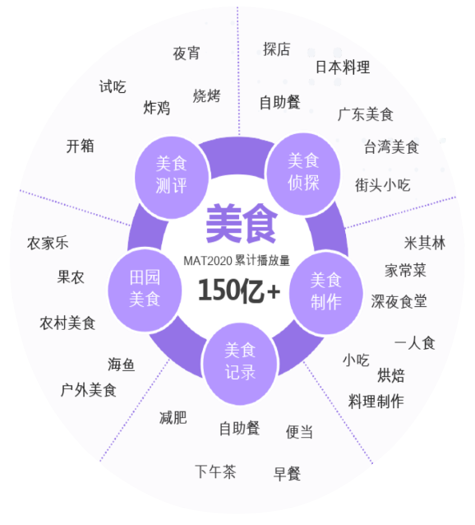 夜宵
探店
日本料理
试吃
烧烤
炸鸡
自助餐
广东美食
开箱
台湾美食
街头小吃
美食
测评
美食
侦探
美食
MAT2020 累计播放量
150亿+
农家乐
果农
农村美食
海鱼
户外美食
田园
美食
美食
制作
米其林
家常菜
深夜食堂
一人食
小吃
烘焙
料理制作
美食
记录
减肥
自助餐
便当
下午茶
早餐